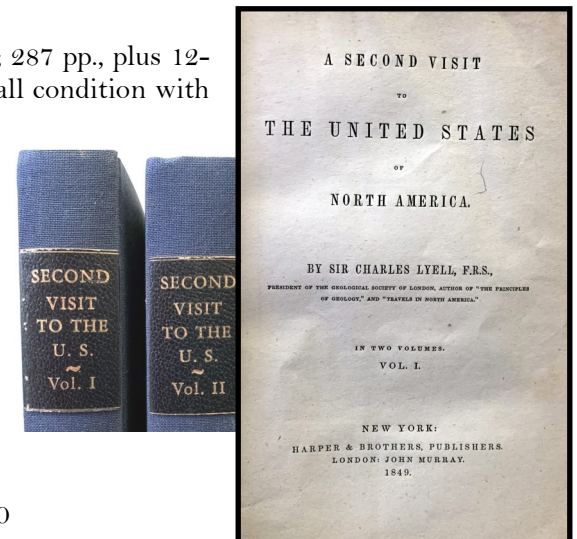 287 pp., plus 12-
all condition with
SECOND
VISIT
TO THE
U. S.
~
Vol. I
SECOND
VISIT
TO THE
U. S.
~
Vol. II
A SECOND VISIT
TO
THE UNITED STATES
OF
NORTH AMERICA.
BY SIR CHARLES LYELL, F.R.S.,
PRESIDENT OF THE GEOLOGICAL SOCIETY OF LONDON, AUTHOR OF "THE PRINCIPLES
OF GEOLOGY," AND "TRAVELS IN NORTH AMERICA."
IN TWO VOLUMES.
VOL. I.
NEW YORK:
HARPER & BROTHERS, PUBLISHERS.
LONDON: JOHN MURRAY.
1849.
0